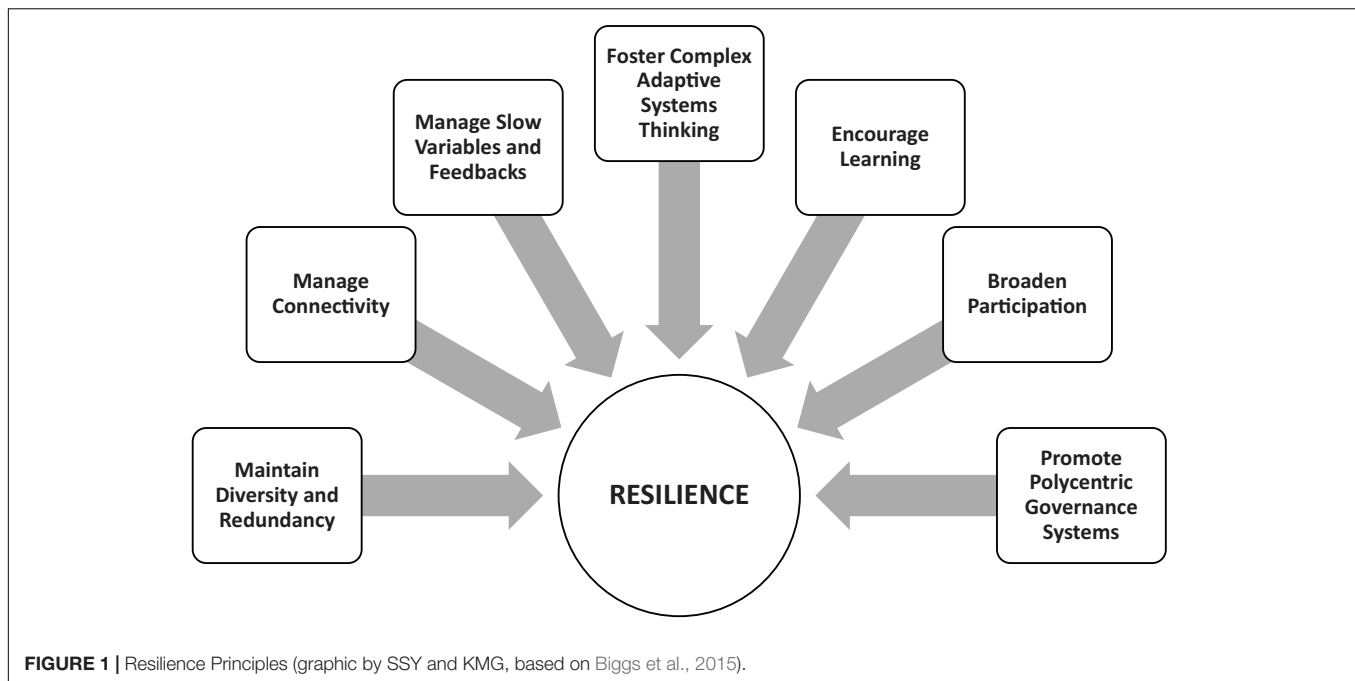 Foster Complex
Adaptive
Systems
Thinking
Manage Slow
Variables and
Feedbacks
Encourage
Learning
Manage
Connectivity
Broaden
Participation
Maintain
Diversity and
Redundancy
RESILIENCE
Promote
Polycentric
Governance
Systems
FIGURE 1 | Resilience Principles (graphic by SSY and KMG, based on Biggs et al., 2015).